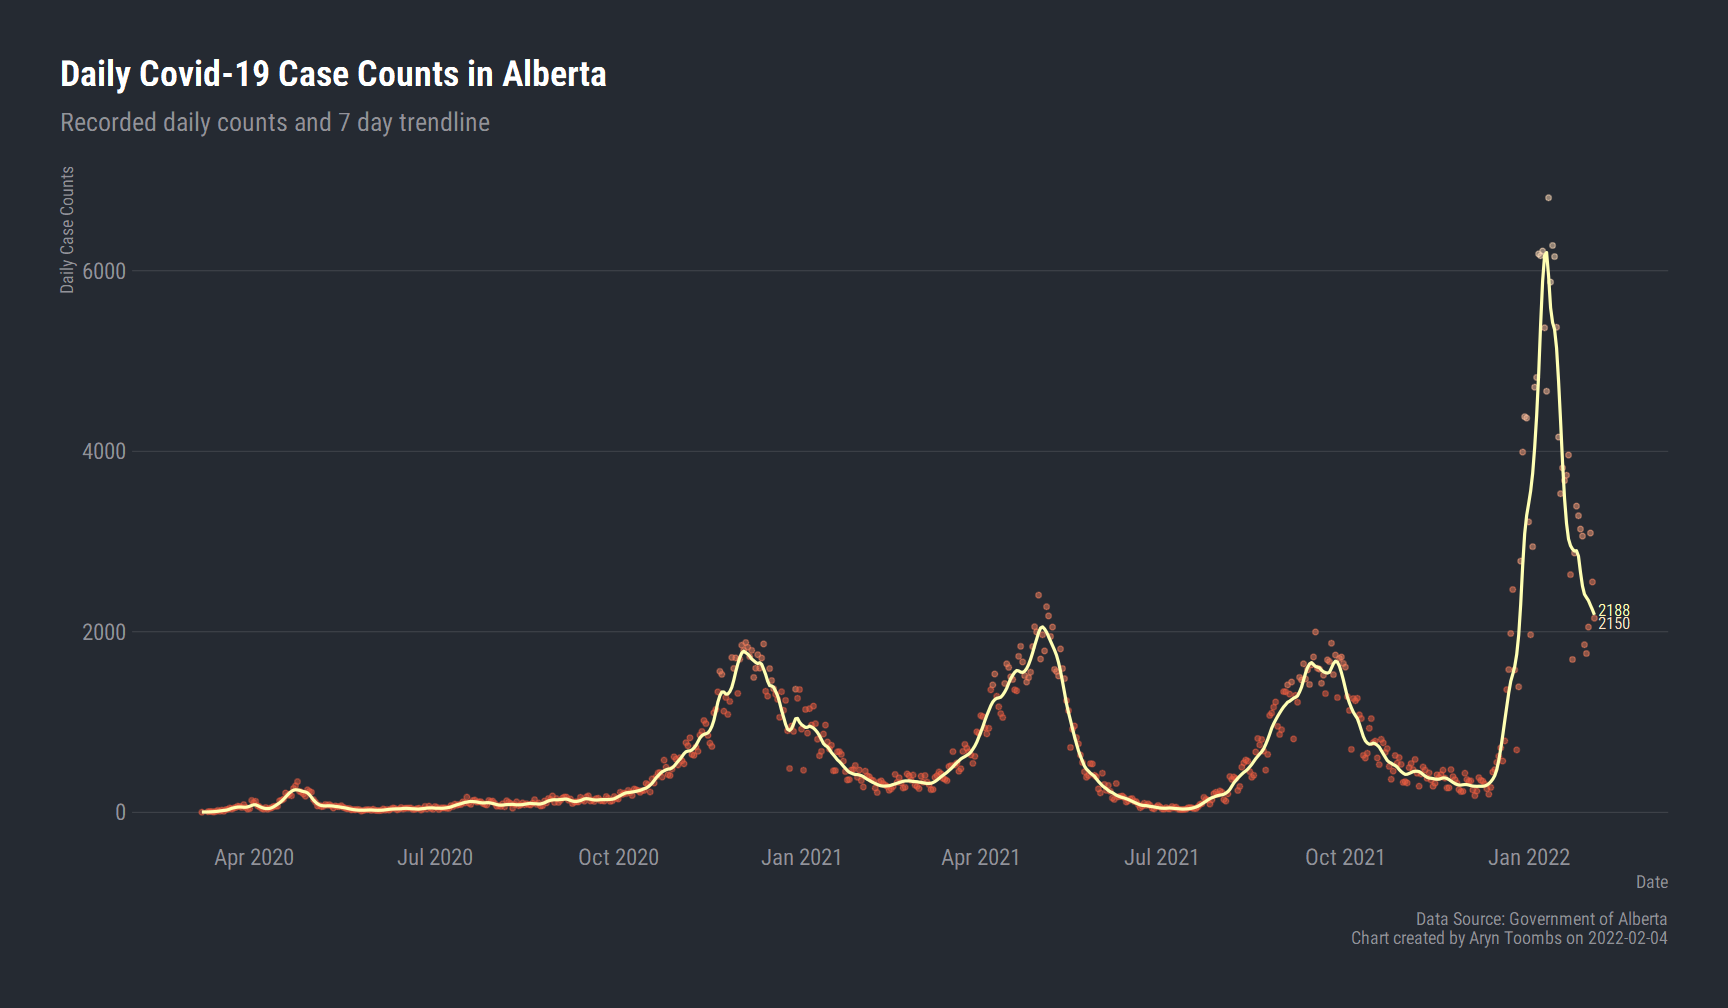 Daily Covid-19 Case Counts in Alberta
Recorded daily counts and 7 day trendline
Daily Case Counts
6000
4000
2000
0
2188
2150
Apr 2020
Jul 2020
Oct 2020
Jan 2021
Apr 2021
Jul 2021
Oct 2021
Jan 2022
Date
Data Source: Government of Alberta
Chart created by Aryn Toombs on 2022-02-04